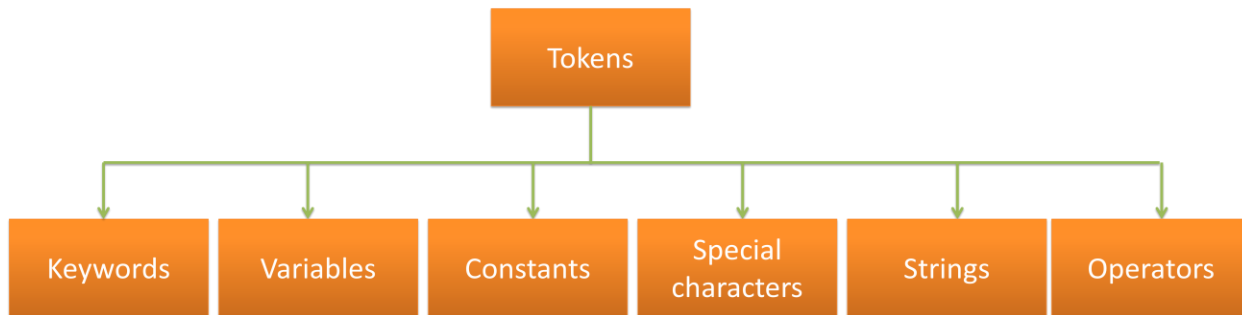 Tokens
Keywords
Variables
Constants
Special
characters
Strings
Operators